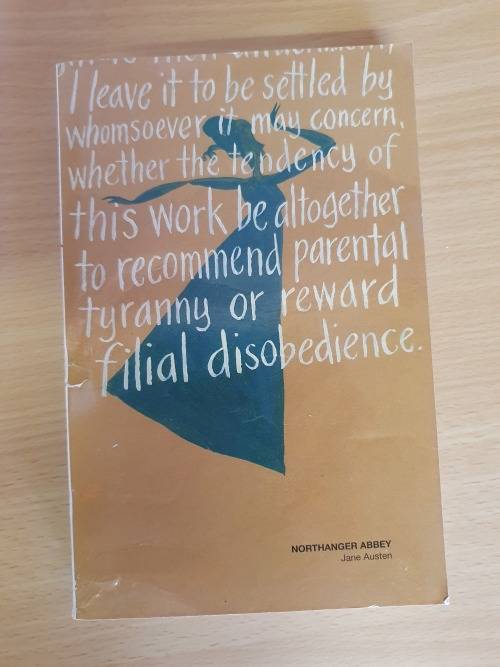 I leave it to be settled by
whomsoever it may concern,
whether the tendency of
this work be altogether
to recommend parental
tyranny or reward
filial disobedience.
NORTHANGER ABBEY
Jane Austen